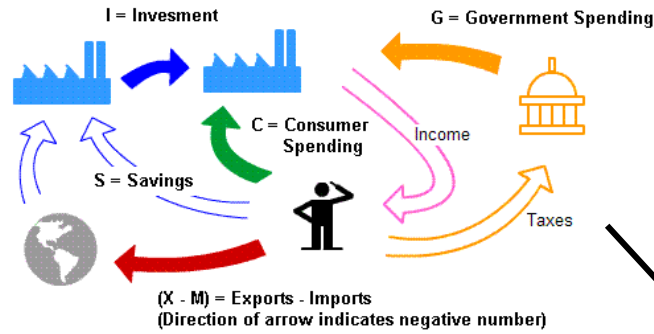 I = Invesment
G = Government Spending
C = Consumer
Spending
Income
S = Savings
Taxes
(X - M) = Exports - Imports
(Direction of arrow indicates negative number)